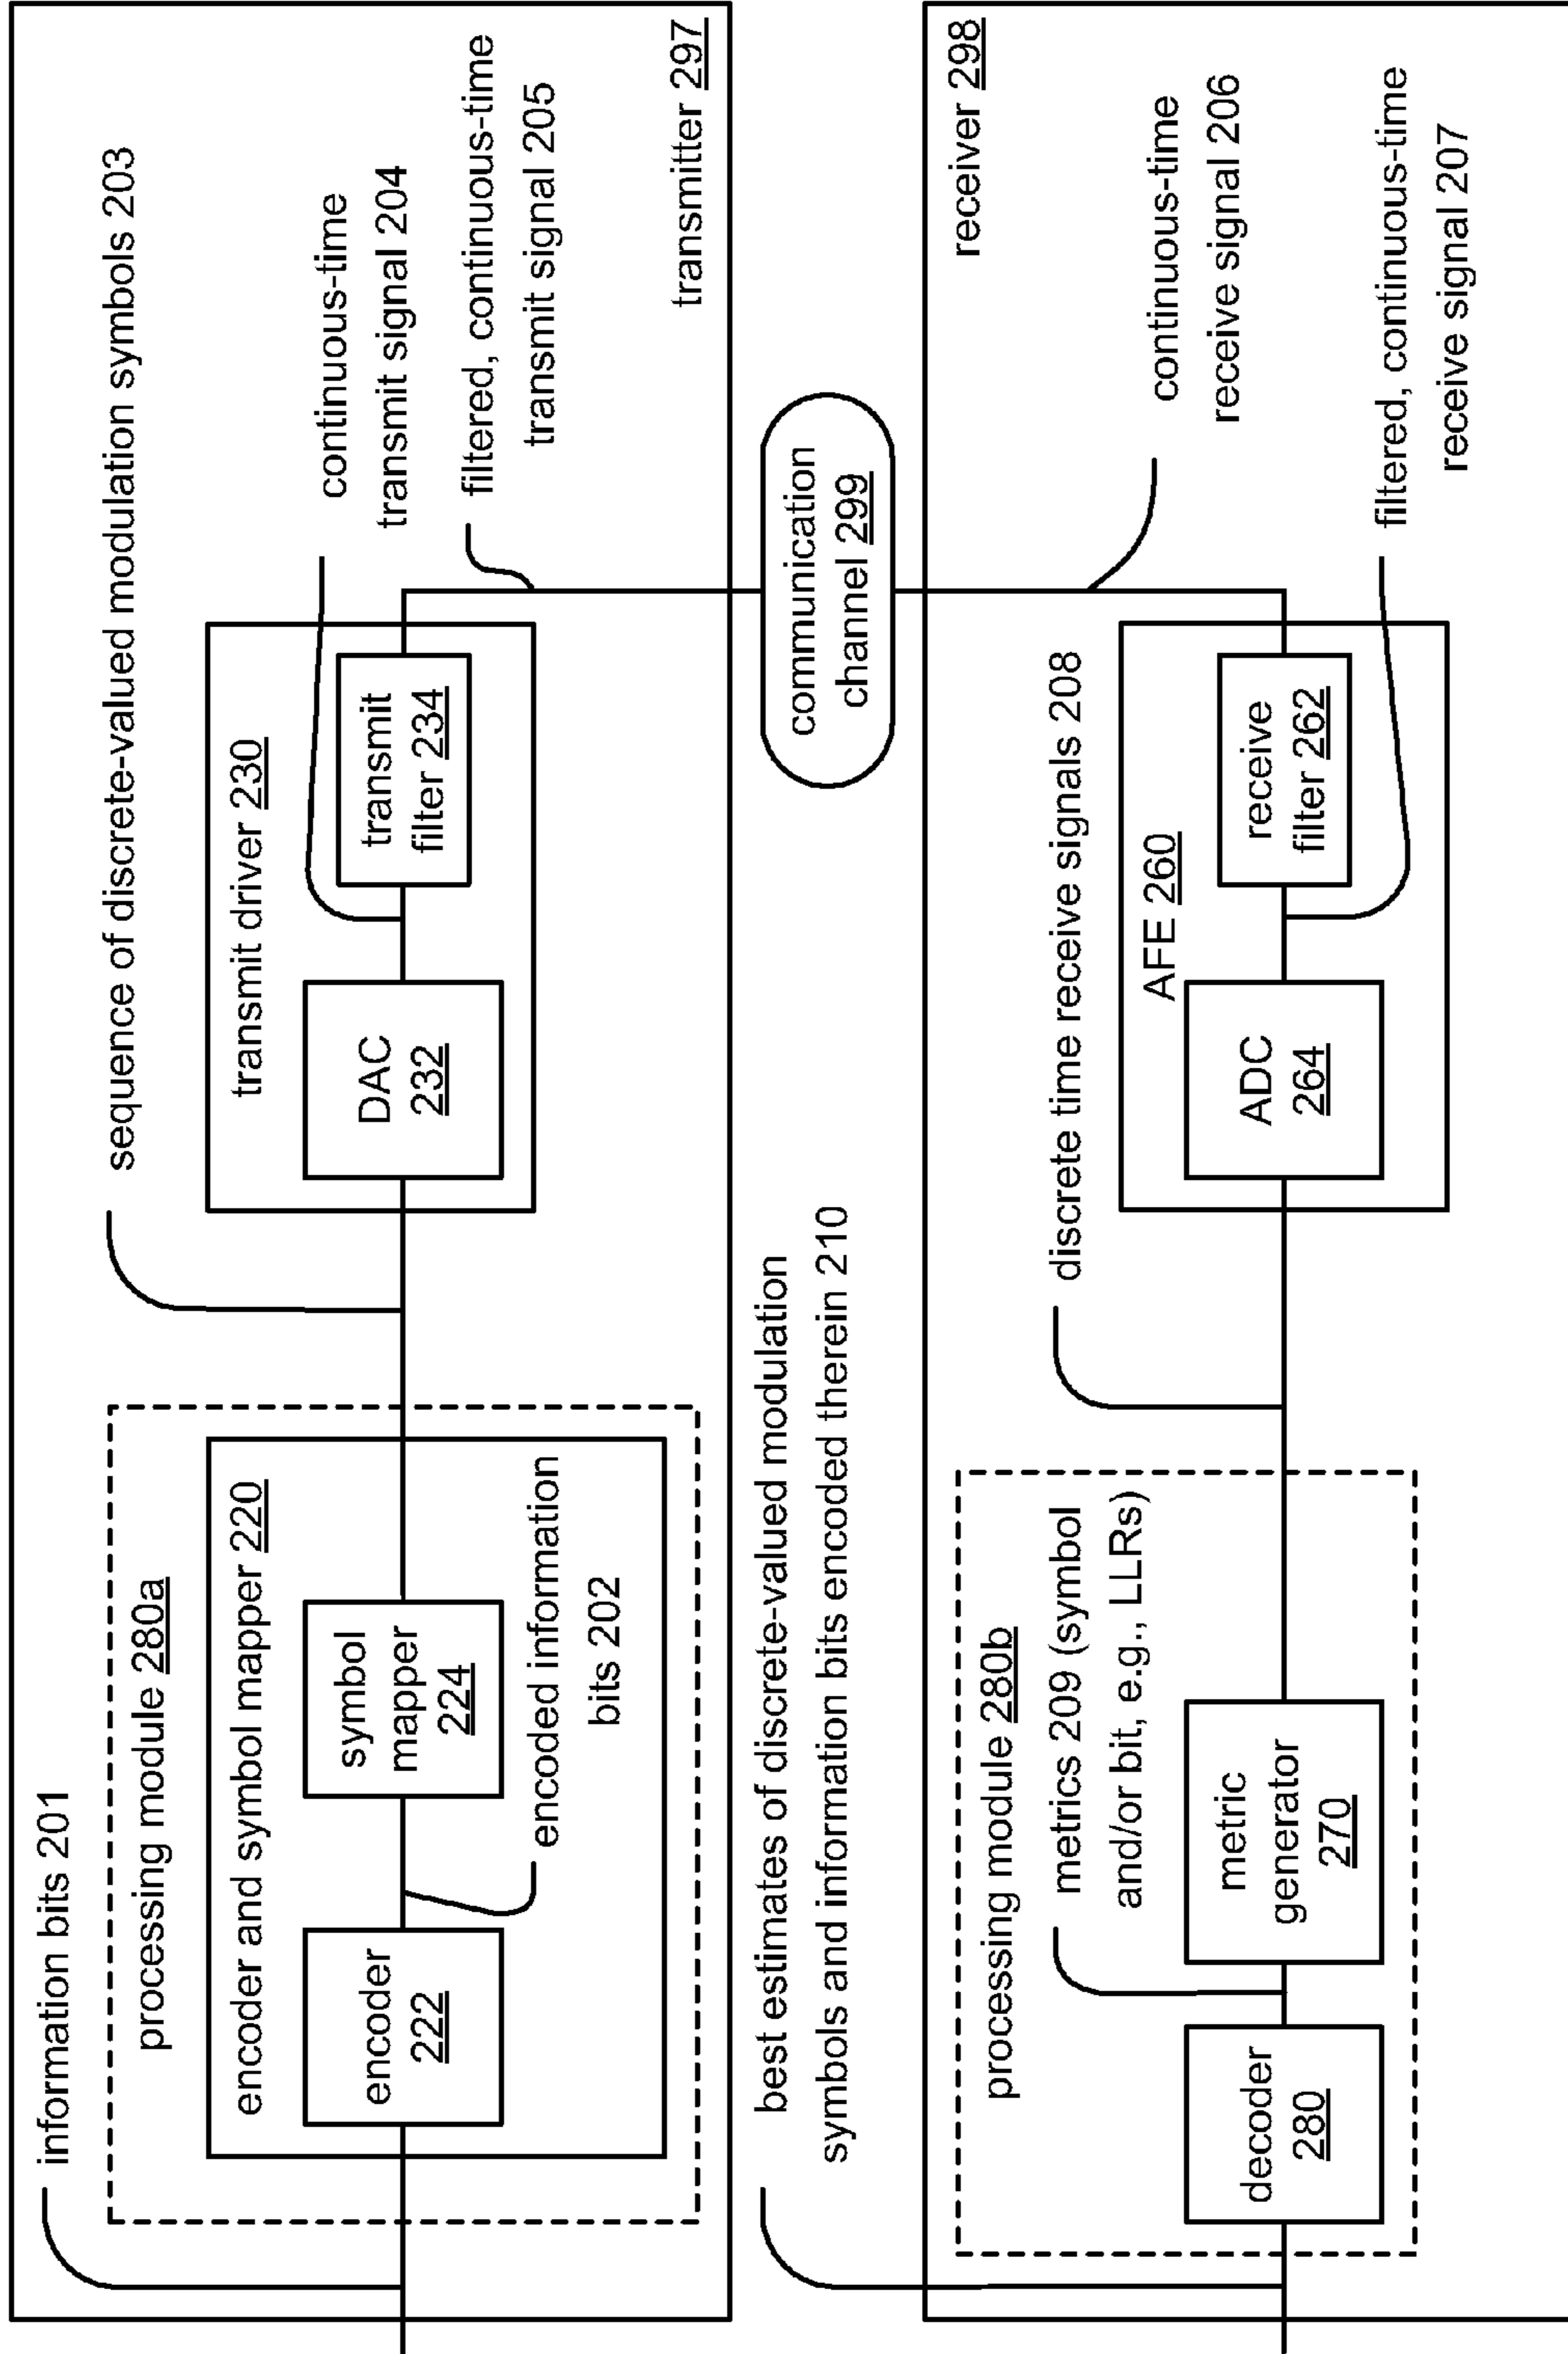 information bits 201
processing module 280a
encoder and symbol mapper 220
encoder
222
symbol
mapper
224
encoded information
bits 202
sequence of discrete-valued modulation symbols 203
transmit driver 230
DAC
232
transmit
filter 234
continuous-time
transmit signal 204
filtered, continuous-time
transmit signal 205
transmitter 297
communication
channel 299
best estimates of discrete-valued modulation
symbols and information bits encoded therein 210
processing module 280b
metrics 209 (symbol
and/or bit, e.g., LLRs)
decoder
280
metric
generator
270
discrete time receive signals 208
AFE 260
ADC
264
receive
filter 262
receiver 298
continuous-time
receive signal 206
filtered, continuous-time
receive signal 207